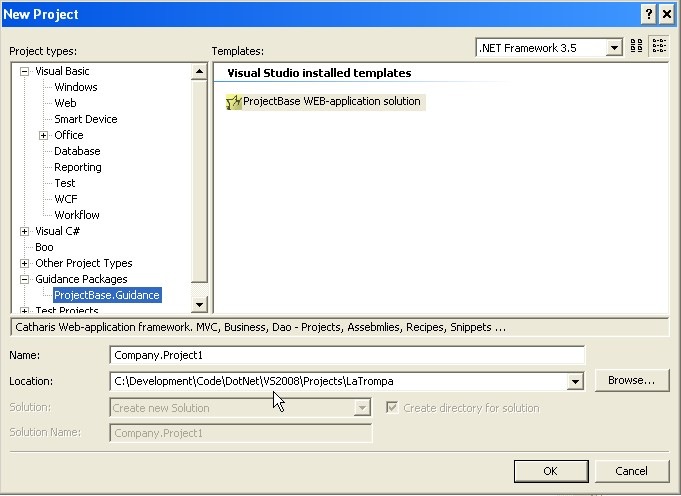 New Project
Project types:
Templates:
.NET Framework 3.5
Visual Basic
Windows
Web
Smart Device
Office
Database
Reporting
Test
WCF
Workflow
Visual C#
Boo
Other Project Types
Guidance Packages
ProjectBase.Guidance
Test Projects
Visual Studio installed templates
ProjectBase WEB-application solution
Catharis Web-application framework. MVC, Business, Dao - Projects, Assebmlies, Recipes, Snippets ...
Name:
Company.Project1
Location:
C:\Development\Code\DotNet\VS2008\Projects\LaTrompa
Browse...
Solution:
Create new Solution
Create directory for solution
Solution Name:
Company.Project1
OK
Cancel